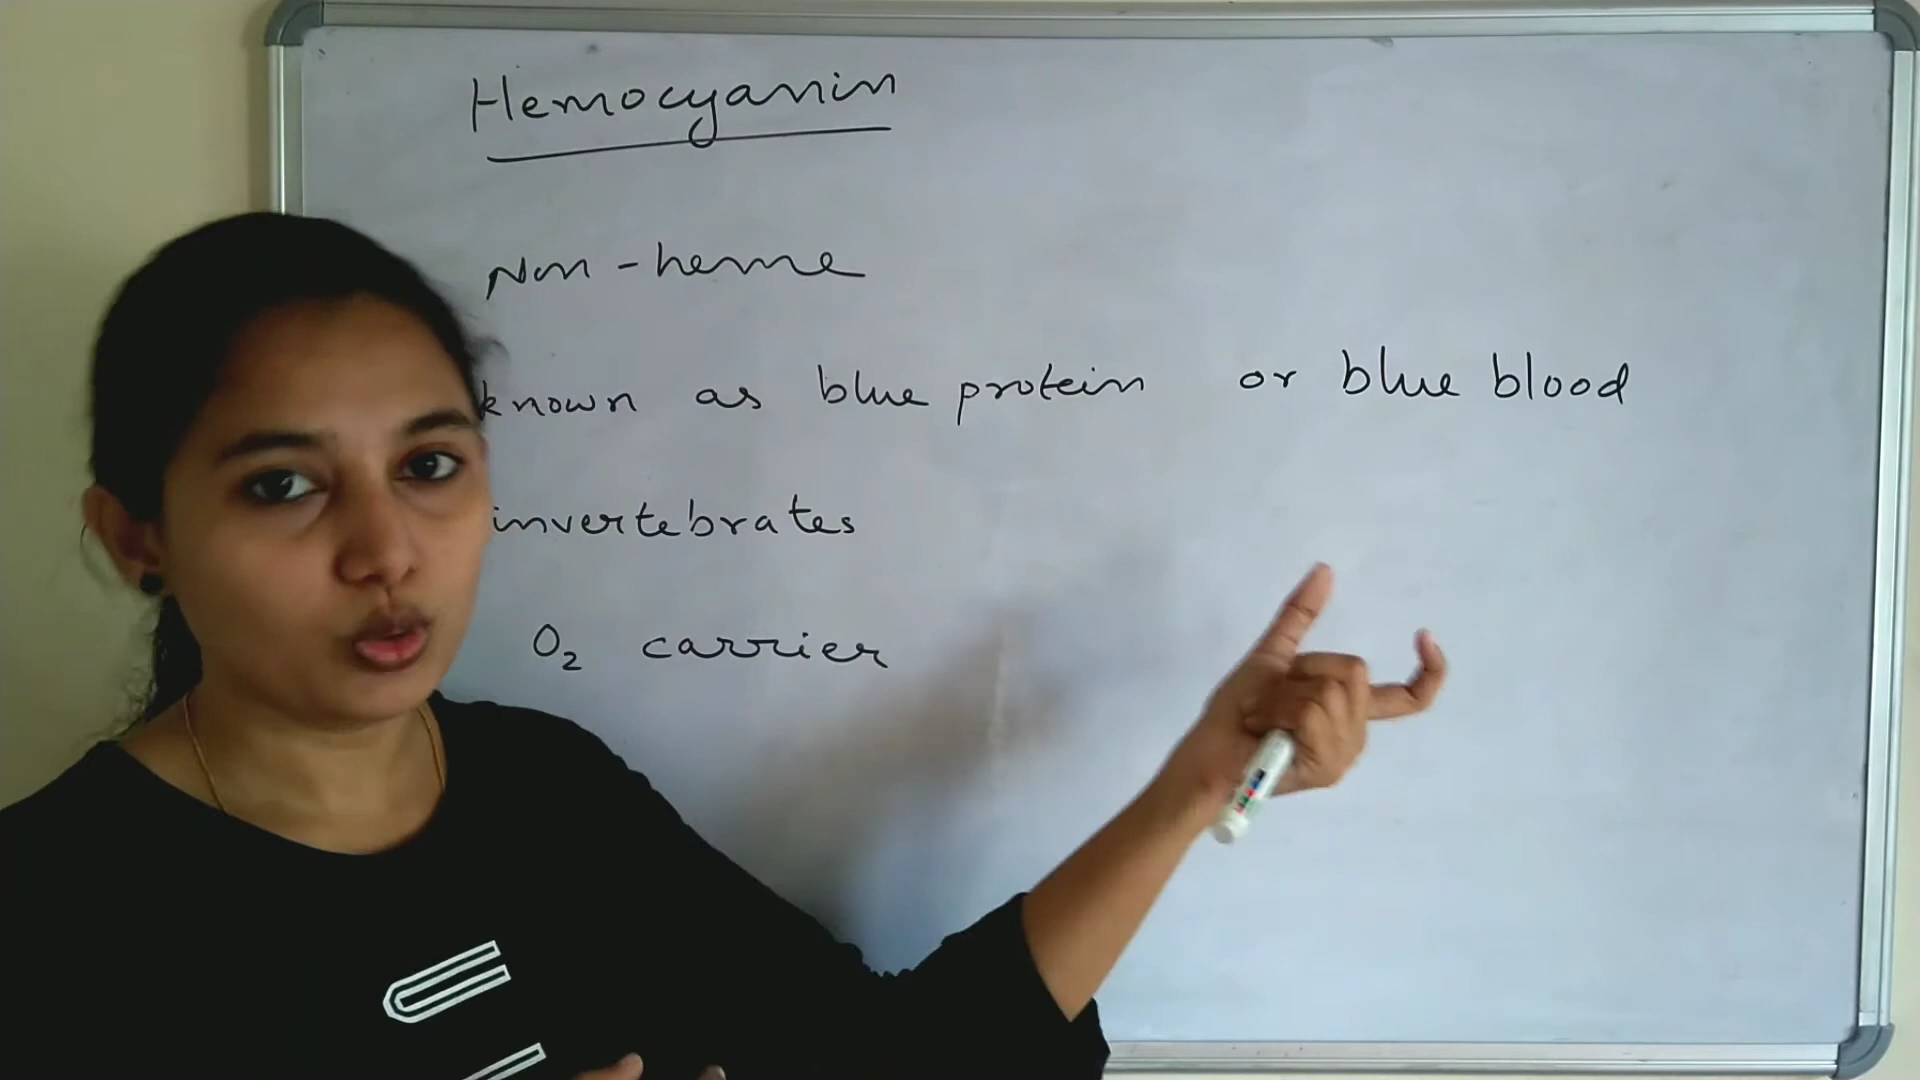 Hemocyanin
Non-heme
known as blue protein or blue blood
invertebrates
O₂ carrier